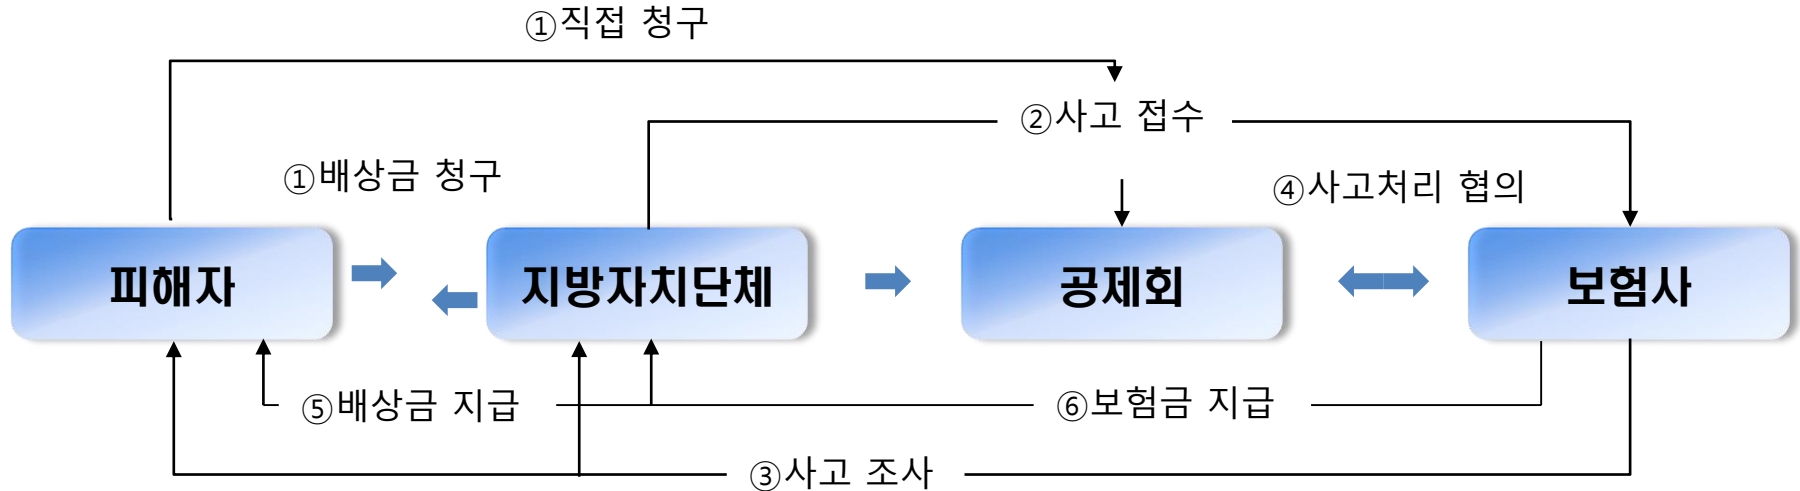 ①직접 청구
②사고 접수
①배상금 청구
④사고처리 협의
피해자
지방자치단체
공제회
보험사
⑤배상금 지급
⑥보험금 지급
③사고 조사